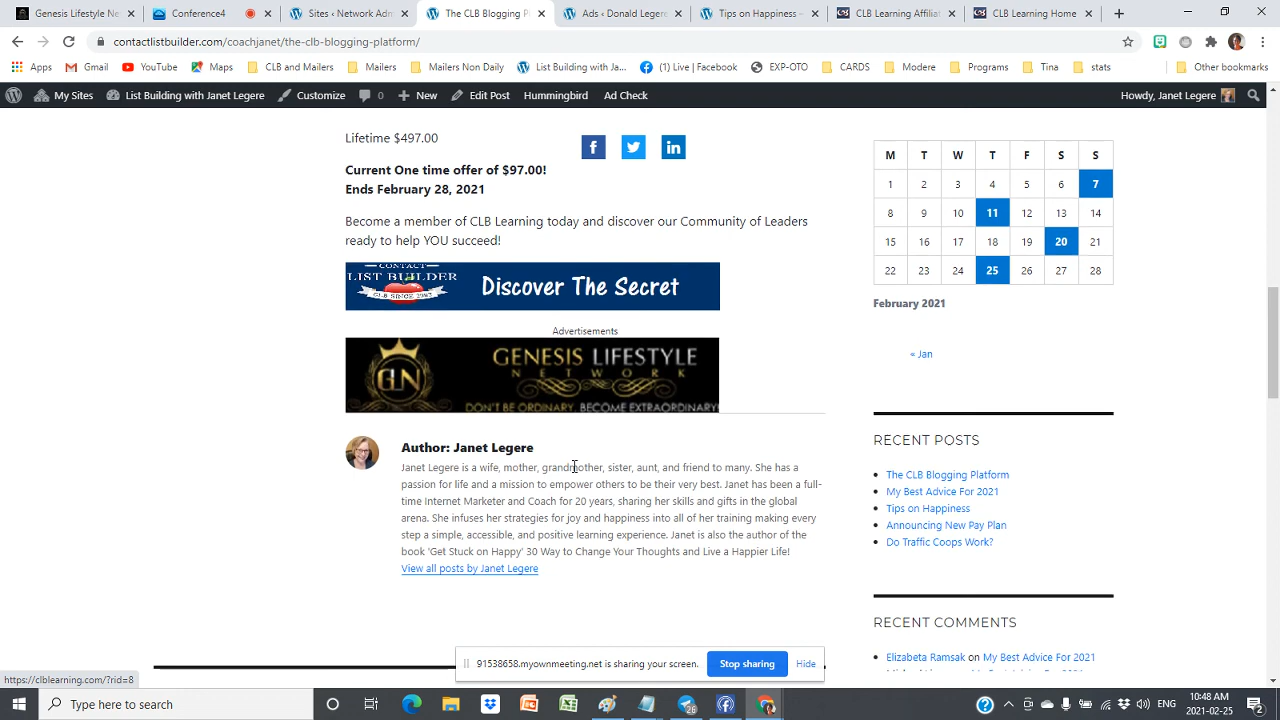 Genesis Lifestyle Ne
Conference4
Sites ‹ Network Adm
The CLB Blogging Pl
Ads ‹ Donald Legere
Tips on Happiness –
CLB Learning Affiliat
CLB Learning Home
contactlistbuilder.com/coachjanet/the-clb-blogging-platform/
Apps
Gmail
YouTube
Maps
CLB and Mailers
Mailers
Mailers Non Daily
List Building with Ja...
(1) Live | Facebook
EXP-OTO
CARDS
Modere
Programs
Tina
stats
Other bookmarks
My Sites
List Building with Janet Legere
Customize
0
New
Edit Post
Hummingbird
Ad Check
Howdy, Janet Legere
Lifetime $497.00
Current One time offer of $97.00!
Ends February 28, 2021
Become a member of CLB Learning today and discover our Community of Leaders
ready to help YOU succeed!
CONTACT
LIST BUILDER
CLB SINCE 1987
Discover The Secret
Advertisements
GLN
GENESIS LIFESTYLE
NETWORK
DON'T BE ORDINARY, BECOME EXTRAORDINARY!
Author: Janet Legere
Janet Legere is a wife, mother, grandmother, sister, aunt, and friend to many. She has a
passion for life and a mission to empower others to be their very best. Janet has been a full-
time Internet Marketer and Coach for 20 years, sharing her skills and gifts in the global
arena. She infuses her strategies for joy and happiness into all of her training making every
step a simple, accessible, and positive learning experience. Janet is also the author of the
book 'Get Stuck on Happy' 30 Way to Change Your Thoughts and Live a Happier Life!
View all posts by Janet Legere
M T W T F S S
1 2 3 4 5 6 7
8 9 10 11 12 13 14
15 16 17 18 19 20 21
22 23 24 25 26 27 28
February 2021
« Jan
RECENT POSTS
The CLB Blogging Platform
My Best Advice For 2021
Tips on Happiness
Announcing New Pay Plan
Do Traffic Coops Work?
RECENT COMMENTS
Elizabeta Ramsak on My Best Advice For 2021
91538658.myownmeeting.net is sharing your screen.
Stop sharing
Hide
https://clblearning.com/?rid=8
Type here to search
26
ENG
10:48 AM
2021-02-25
2